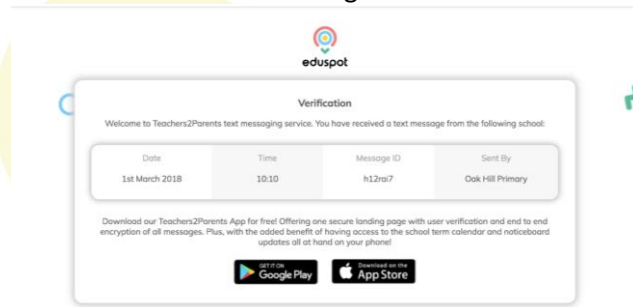 eduspot
Verification
Welcome to Teachers2Parents text messaging service. You have received a text message from the following school:
Date Time Message ID Sent By
1st March 2018 10:10 h12rai7 Oak Hill Primary
Download our Teachers2Parents App for free! Offering one secure landing page with user verification and end to end
encryption of all messages. Plus, with the added benefit of having access to the school term calendar and noticeboard
updates all at hand on your phone!
GET IT ON
Google Play
Download on the
App Store